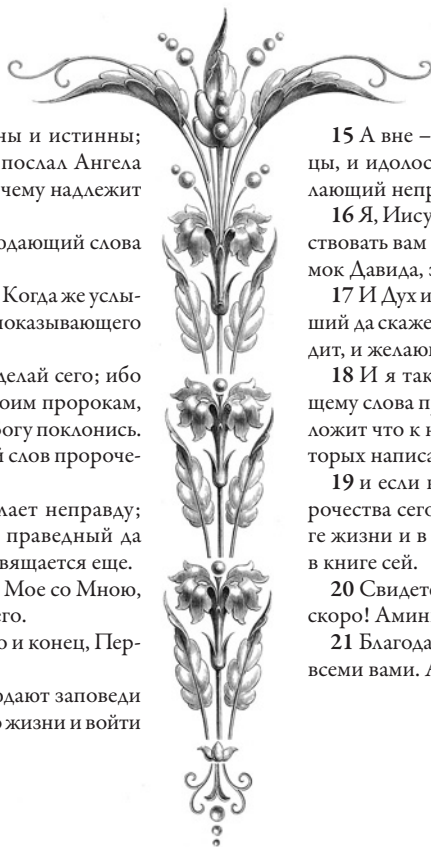 ны и истинны;
послал Ангела
чему надлежит
юдающий слова
Когда же услы-
показывающего
делай сего; ибо
оим пророкам,
огу поклонись.
й слов пророче-
лает неправду;
праведный да
вящается еще.
Мое со Мною,
его.
о и конец, Пер-
юдают заповеди
о жизни и войти
15 А вне –
цы, и идолос
лающий непр
16 Я, Иису
ствовать вам
мок Давида, з
17 И Дух и
ший да скаже
дит, и желаю
18 И я так
щему слова п
ложит что к н
торых написа
19 и если к
рочества сего
ге жизни и в
в книге сей.
20 Свидете
скоро! Амин
21 Благода
всеми вами. А